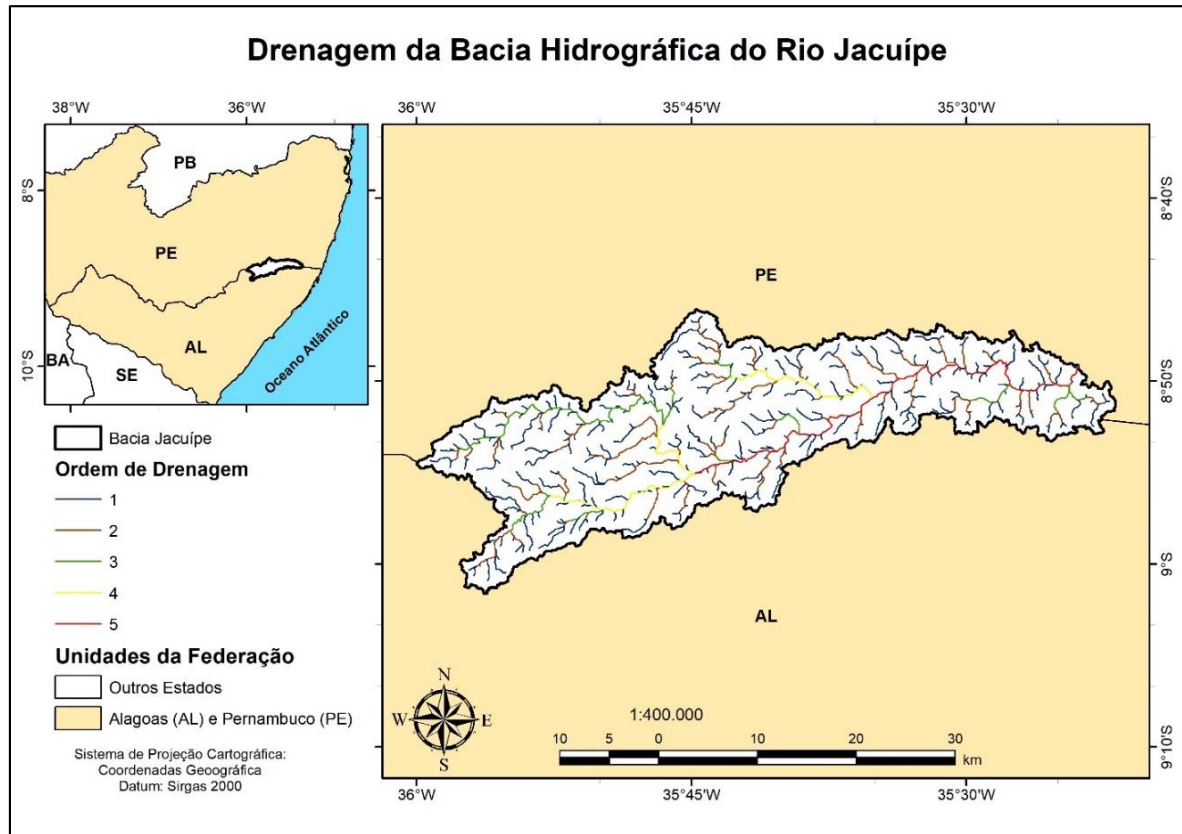 Drenagem da Bacia Hidrográfica do Rio Jacuípe
38°W
36°W
8°S
10°S
PB
PE
AL
BA
SE
Oceano Atlântico
Bacia Jacuípe
Ordem de Drenagem
1
2
3
4
5
Unidades da Federação
Outros Estados
Alagoas (AL) e Pernambuco (PE)
Sistema de Projeção Cartográfica:
Coordenadas Geográfica
Datum: Sirgas 2000
36°W
35°45'W
35°30'W
8°40'S
8°50'S
9°S
9°10'S
PE
AL
N
W
E
S
1:400.000
10 5 0 10 20 30
km
36°W
35°45'W
35°30'W